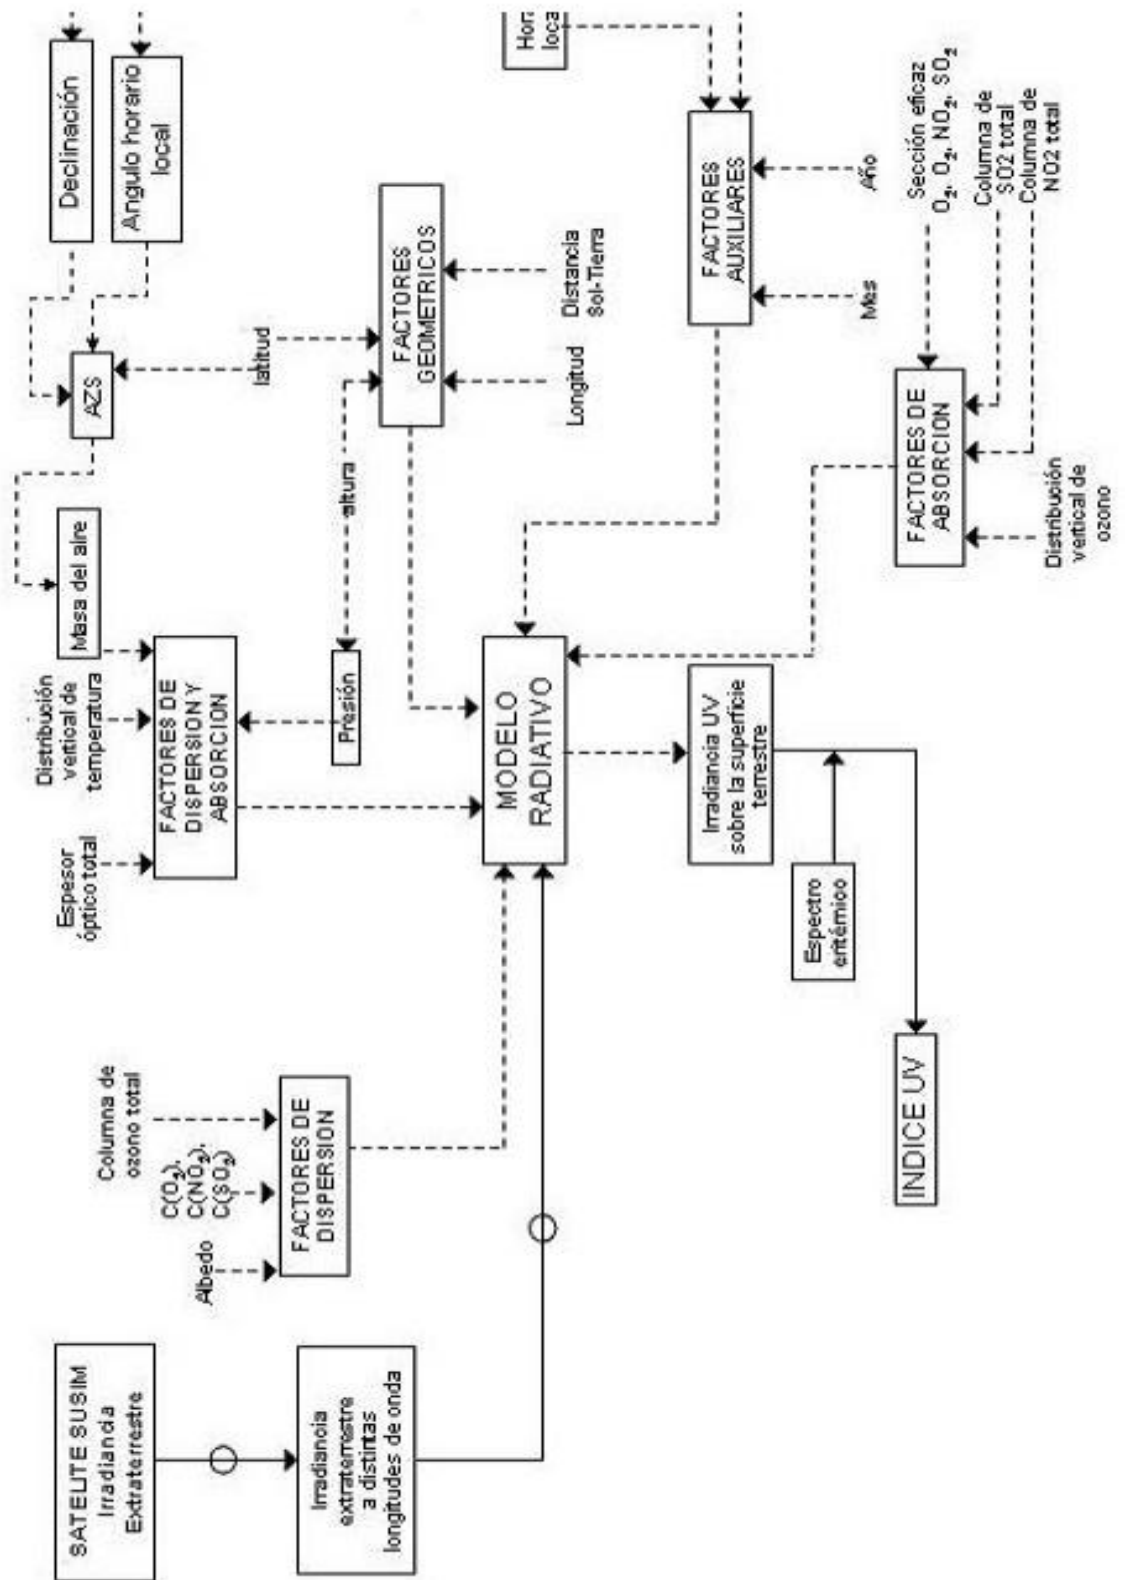 SATELITE SUSIM
Irradiancia
Extraterrestre
Irradiancia
extraterrestre
a distintas
longitudes de onda
Columna de
ozono total
C(O2),
C(NO2),
C(SO2)
Albedo
FACTORES DE
DISPERSION
Espesor
óptico total
Distribución
vertical de
temperatura
Masa del aire
FACTORES DE
DISPERSION Y
ABSORCION
Presión
altura
AZS
latitud
Declinación
Angulo horario
local
FACTORES
GEOMETRICOS
Longitud
Distancia
Sol-Tierra
MODELO
RADIATIVO
Irradiancia UV
sobre la superficie
terrestre
Espectro
eritémico
INDICE UV
FACTORES
AUXILIARES
Mes
Año
FACTORES DE
ABSORCION
Distribución
vertical de
ozono
Sección eficaz
O2, O2, NO2, SO2
Columna de
SO2 total
Columna de
NO2 total